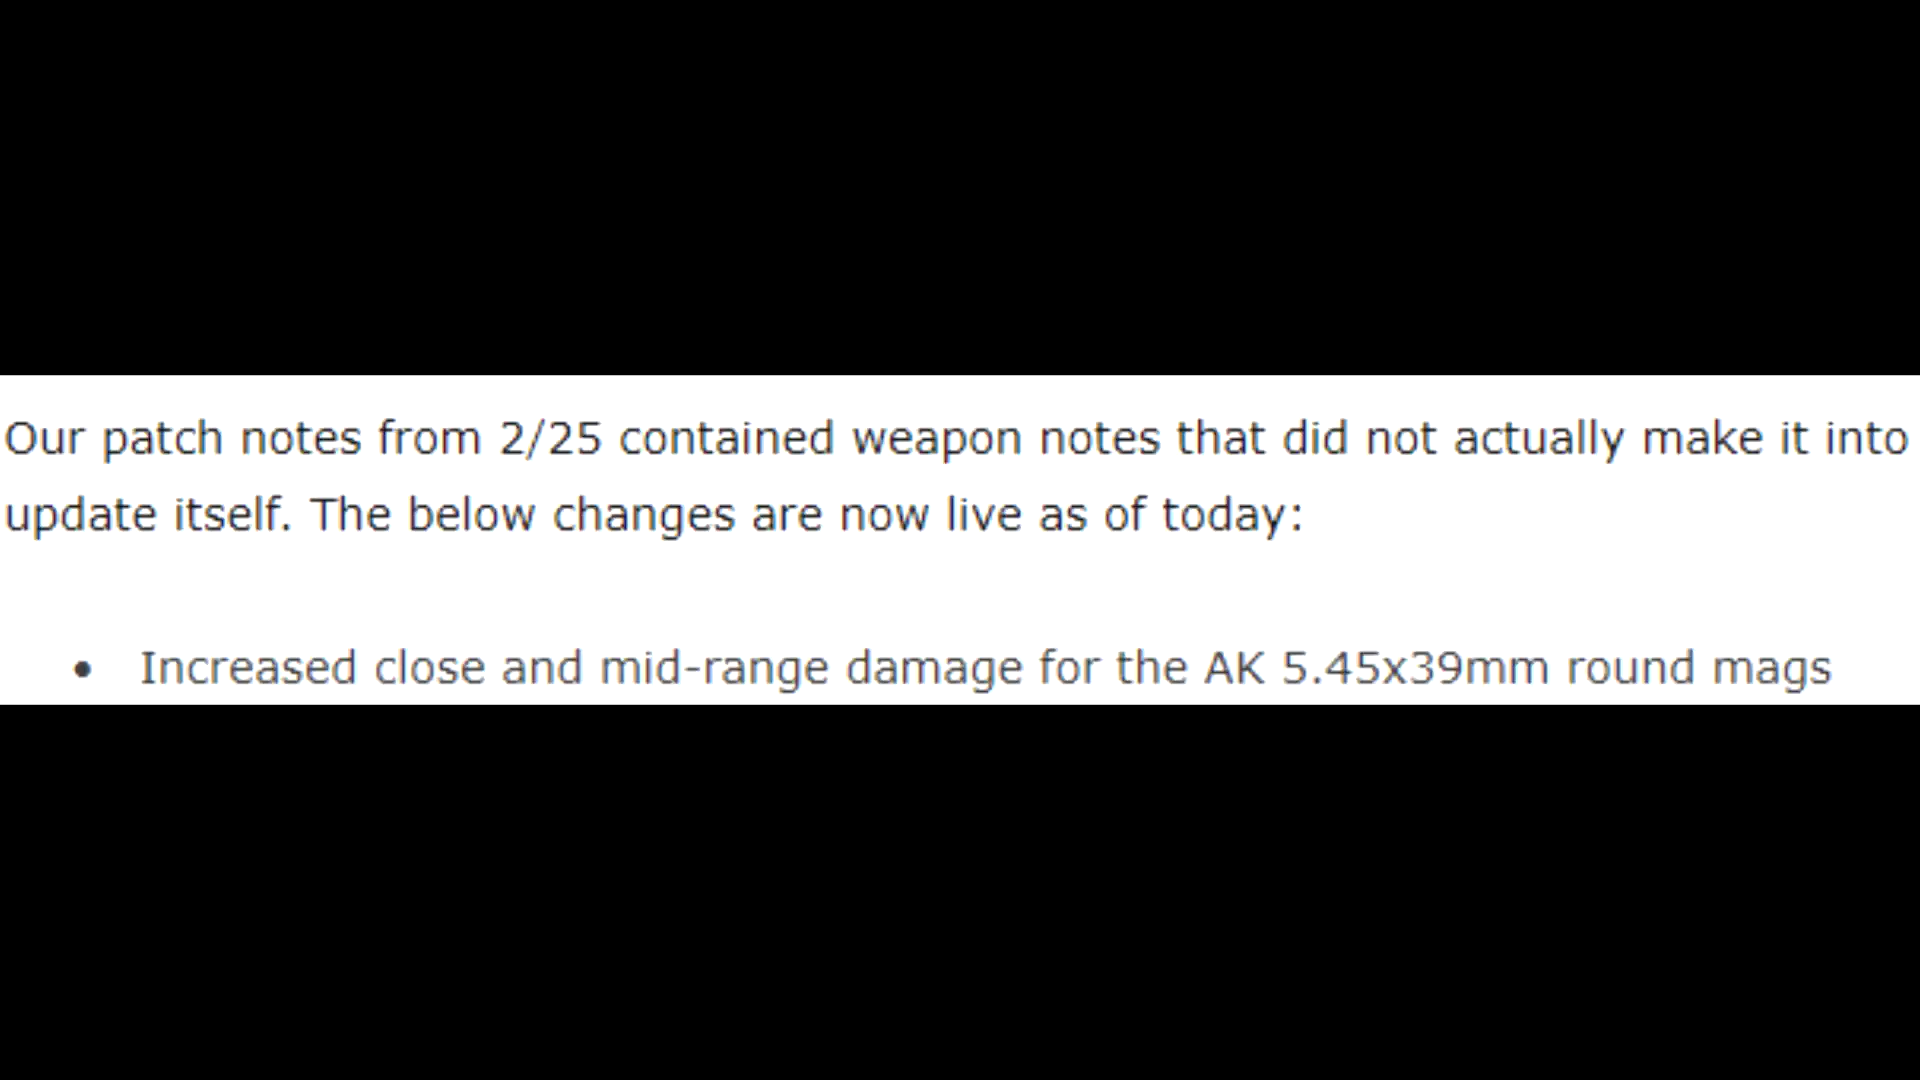 Our patch notes from 2/25 contained weapon notes that did not actually make it into
update itself. The below changes are now live as of today:
• Increased close and mid-range damage for the AK 5.45x39mm round mags